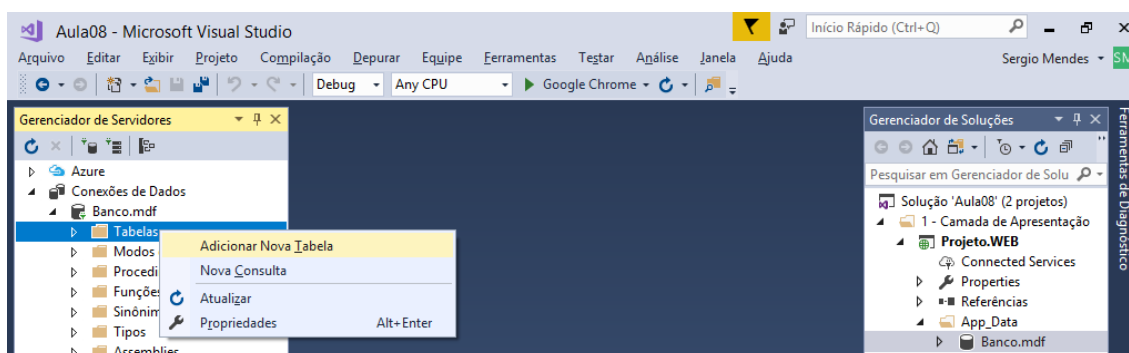 Aula08 - Microsoft Visual Studio
Início Rápido (Ctrl+Q)
Arquivo Editar Exibir Projeto Compilação Depurar Equipe Ferramentas Testar Análise Janela Ajuda
Sergio Mendes
SM
Debug Any CPU Google Chrome
Gerenciador de Servidores
Azure
Conexões de Dados
Banco.mdf
Tabelas
Modos
Procedi
Funções
Sinônim
Tipos
Assemblies
Adicionar Nova Tabela
Nova Consulta
Atualizar
Propriedades Alt+Enter
Gerenciador de Soluções
Pesquisar em Gerenciador de Solu
Solução 'Aula08' (2 projetos)
1 - Camada de Apresentação
Projeto.WEB
Connected Services
Properties
Referências
App_Data
Banco.mdf
Ferramentas de Diagnóstico